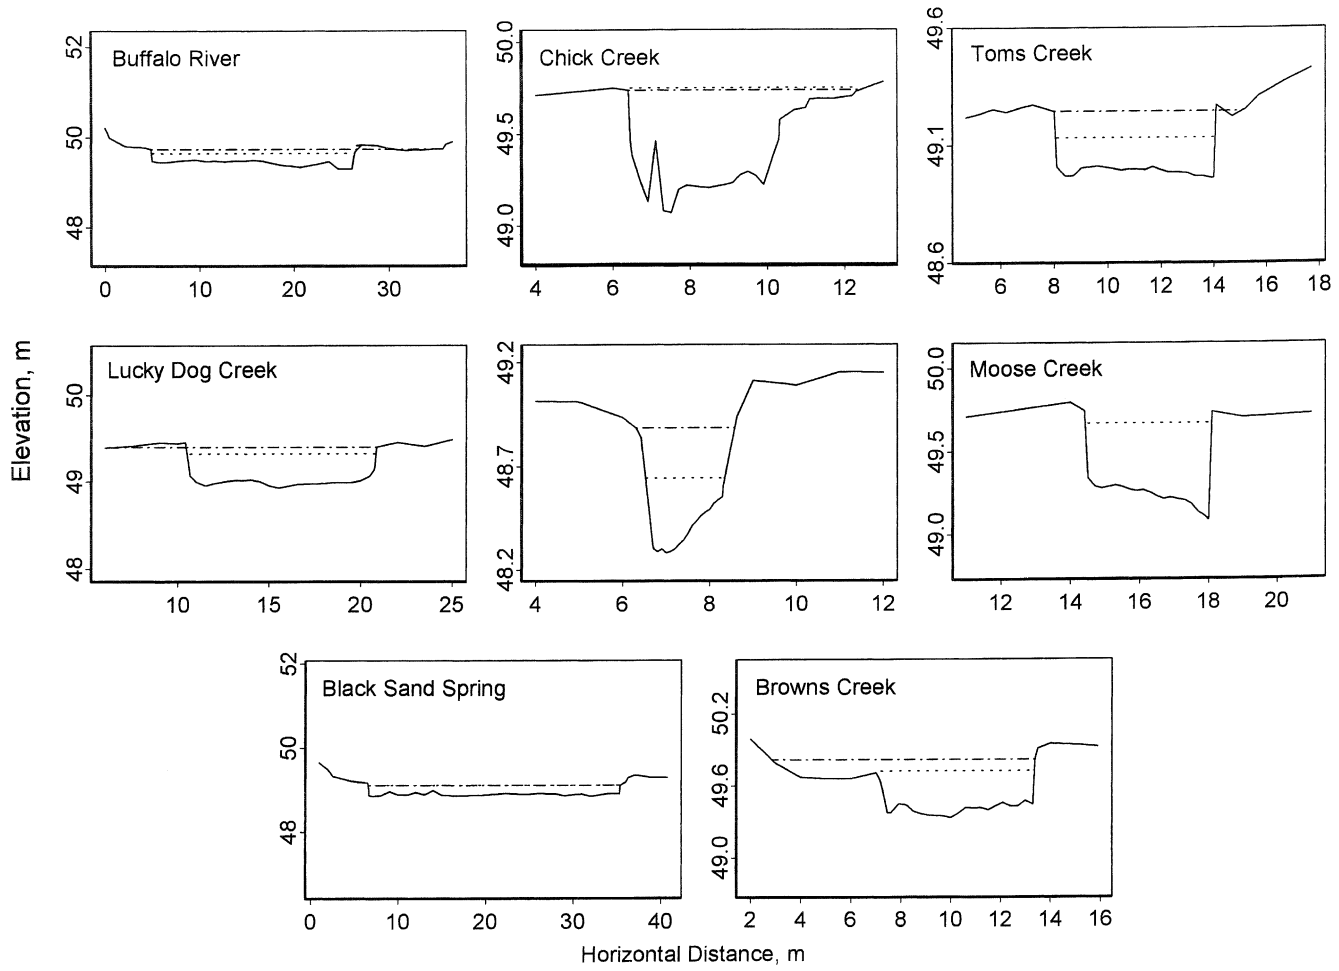 Buffalo River
52
50
48
0 10 20 30
Chick Creek
50.0
49.5
49.0
4 6 8 10 12
Toms Creek
49.6
49.1
48.6
6 8 10 12 14 16 18
Elevation, m
Lucky Dog Creek
50
49
48
10 15 20 25
49.2
48.7
48.2
4 6 8 10 12
Moose Creek
50.0
49.5
49.0
12 14 16 18 20
Black Sand Spring
52
50
48
0 10 20 30 40
Browns Creek
50.2
49.6
49.0
2 4 6 8 10 12 14 16
Horizontal Distance, m